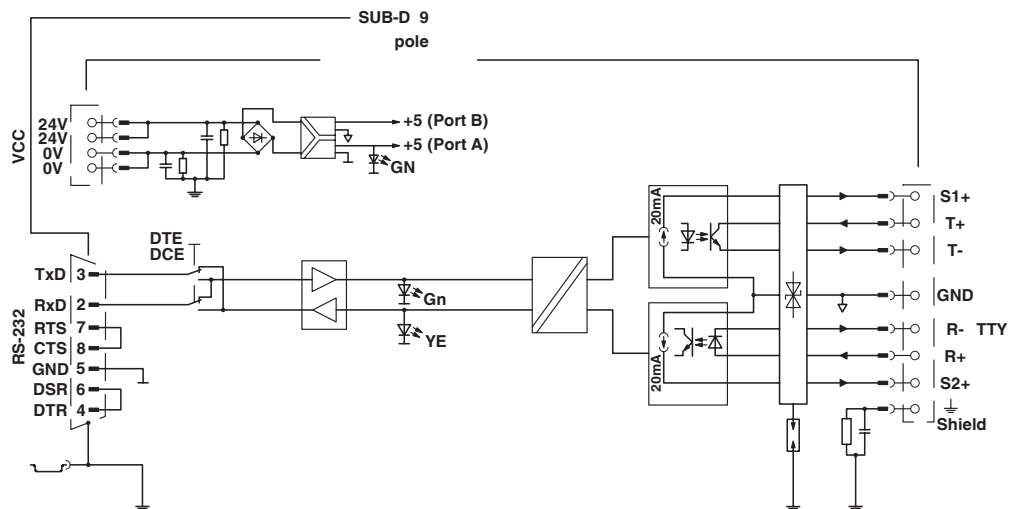 SUB-D 9
pole
VCC
24V
24V
0V
0V
+5 (Port B)
+5 (Port A)
GN
RS-232
TxD 3
RxD 2
RTS 7
CTS 8
GND 5
DSR 6
DTR 4
DTE
DCE
Gn
YE
20mA
20mA
S1+
T+
T-
GND
R- TTY
R+
S2+
Shield